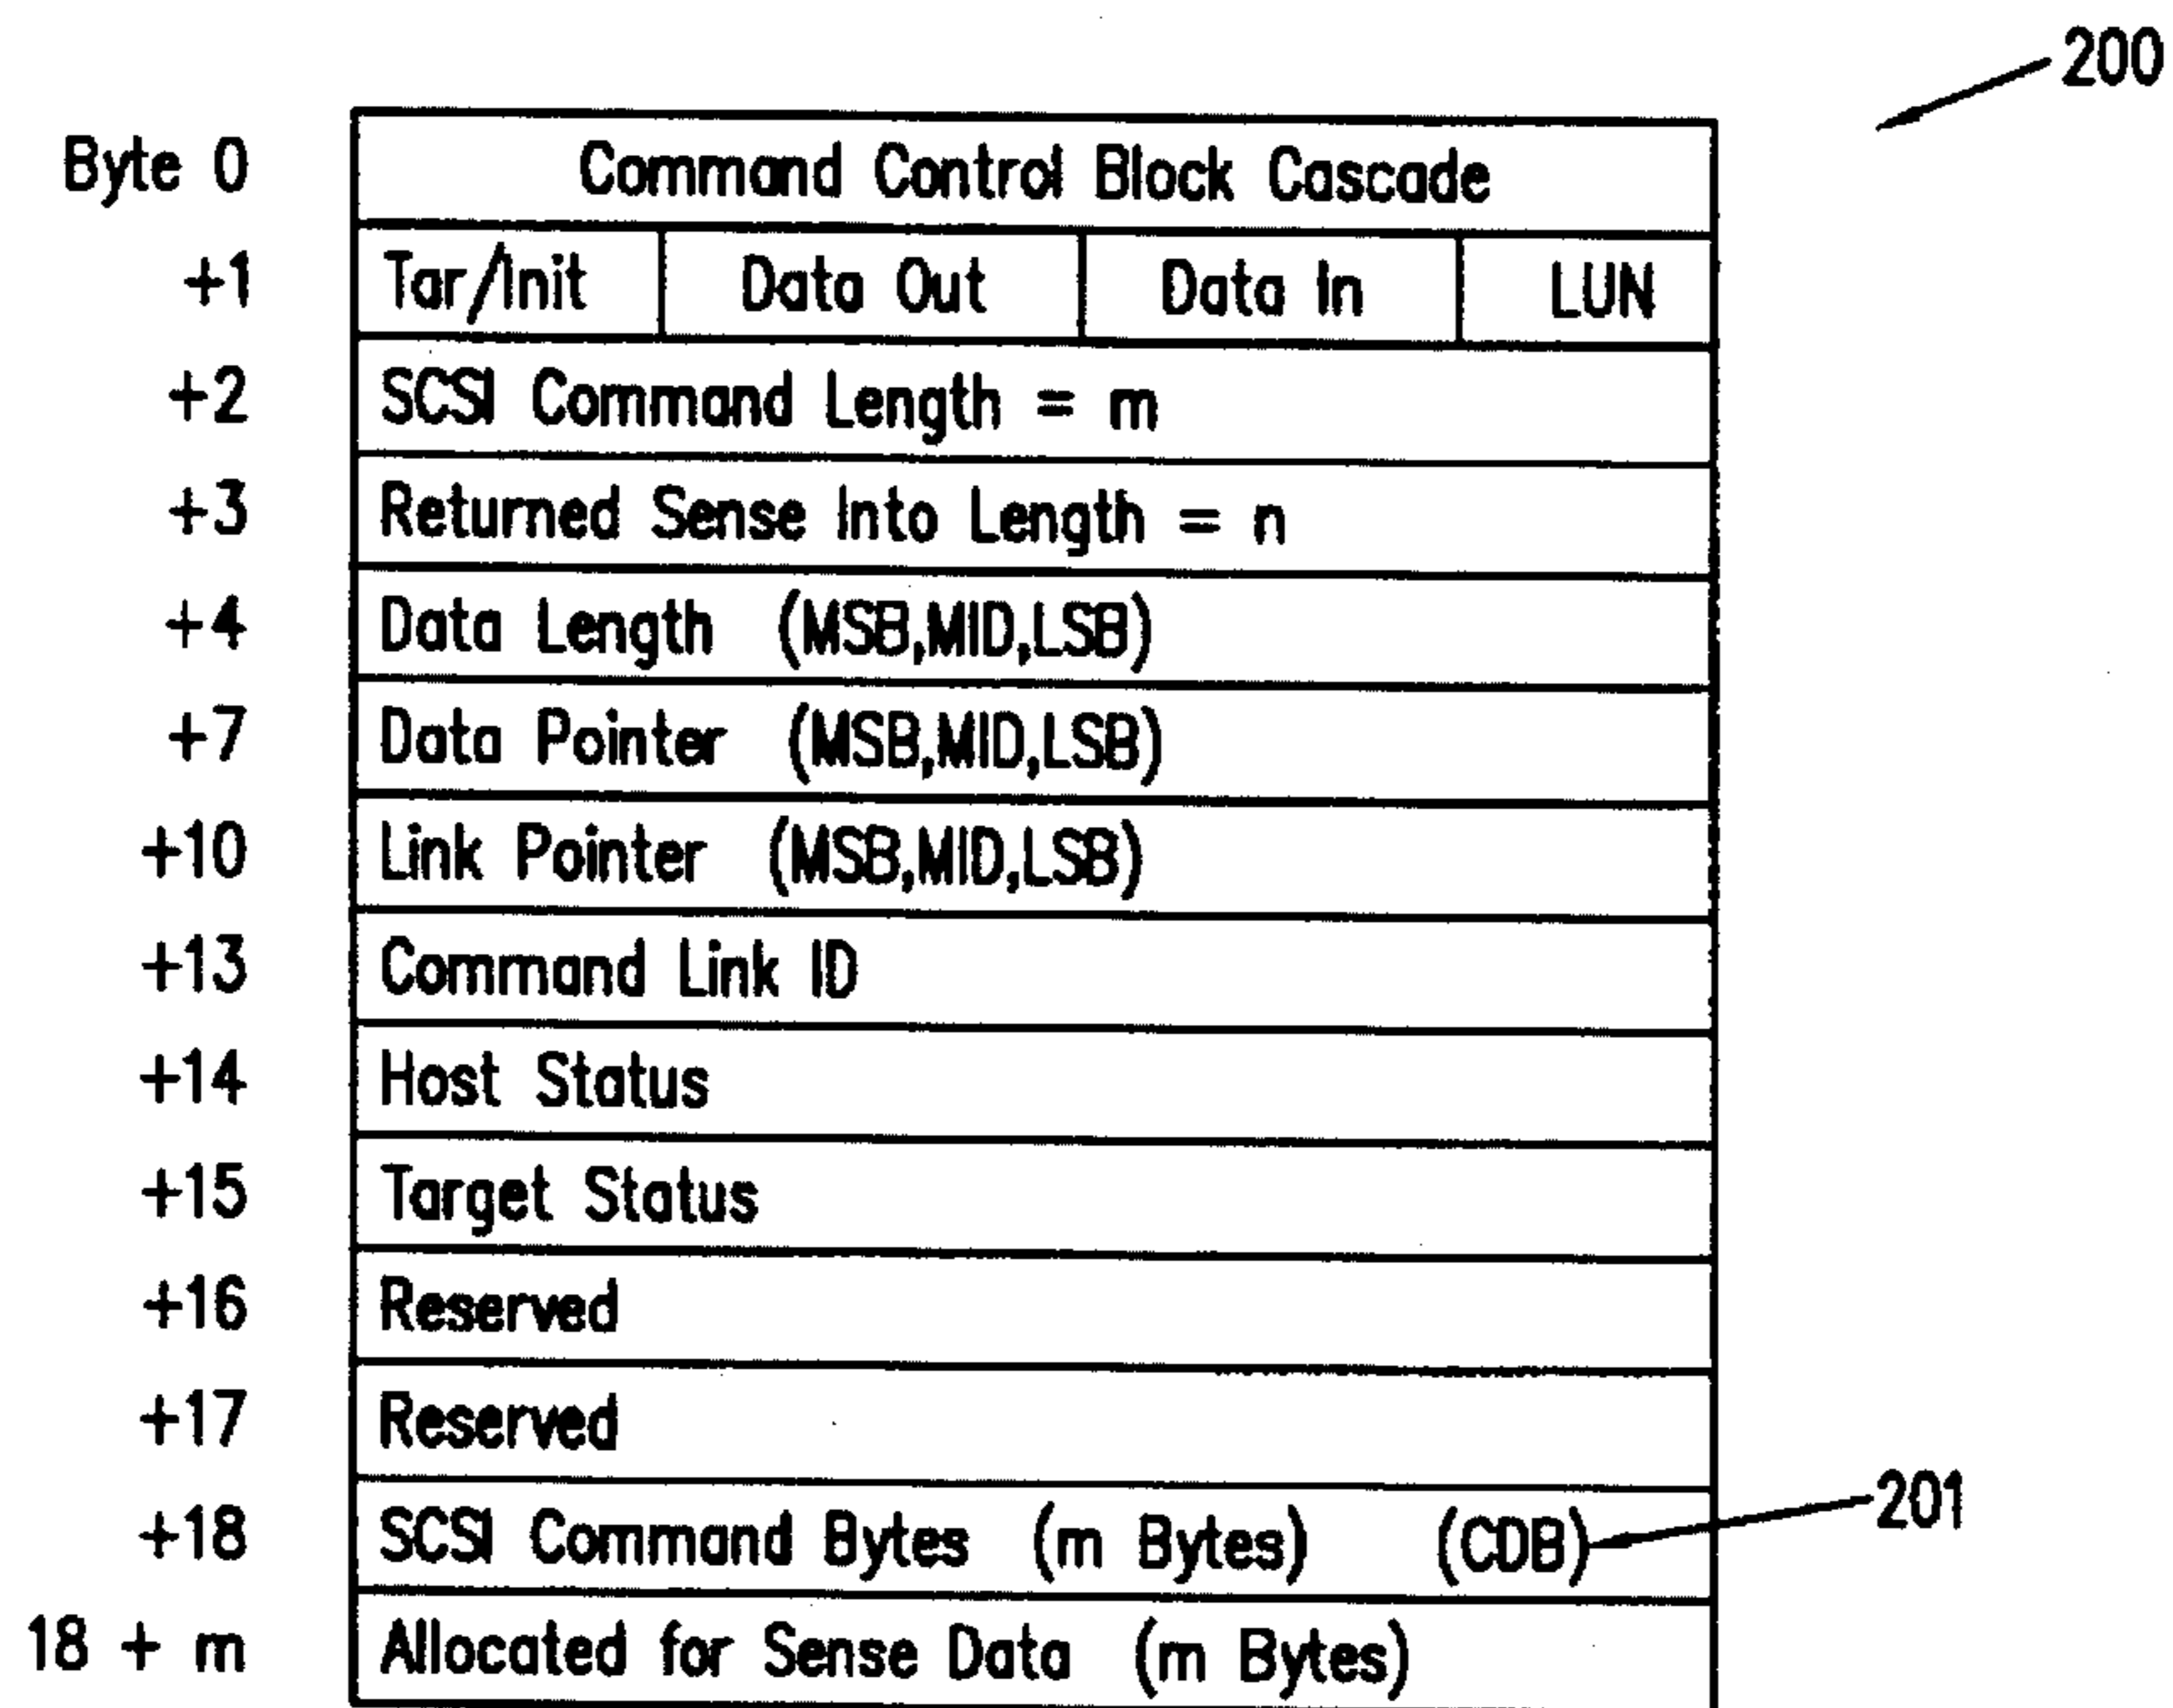 200
Byte 0 Command Control Block Cascade
+1 Tar/Init Data Out Data In LUN
+2 SCSI Command Length = m
+3 Returned Sense Into Length = n
+4 Data Length (MSB,MID,LSB)
+7 Data Pointer (MSB,MID,LSB)
+10 Link Pointer (MSB,MID,LSB)
+13 Command Link ID
+14 Host Status
+15 Target Status
+16 Reserved
+17 Reserved
+18 SCSI Command Bytes (m Bytes) (CDB) 201
18 + m Allocated for Sense Data (m Bytes)